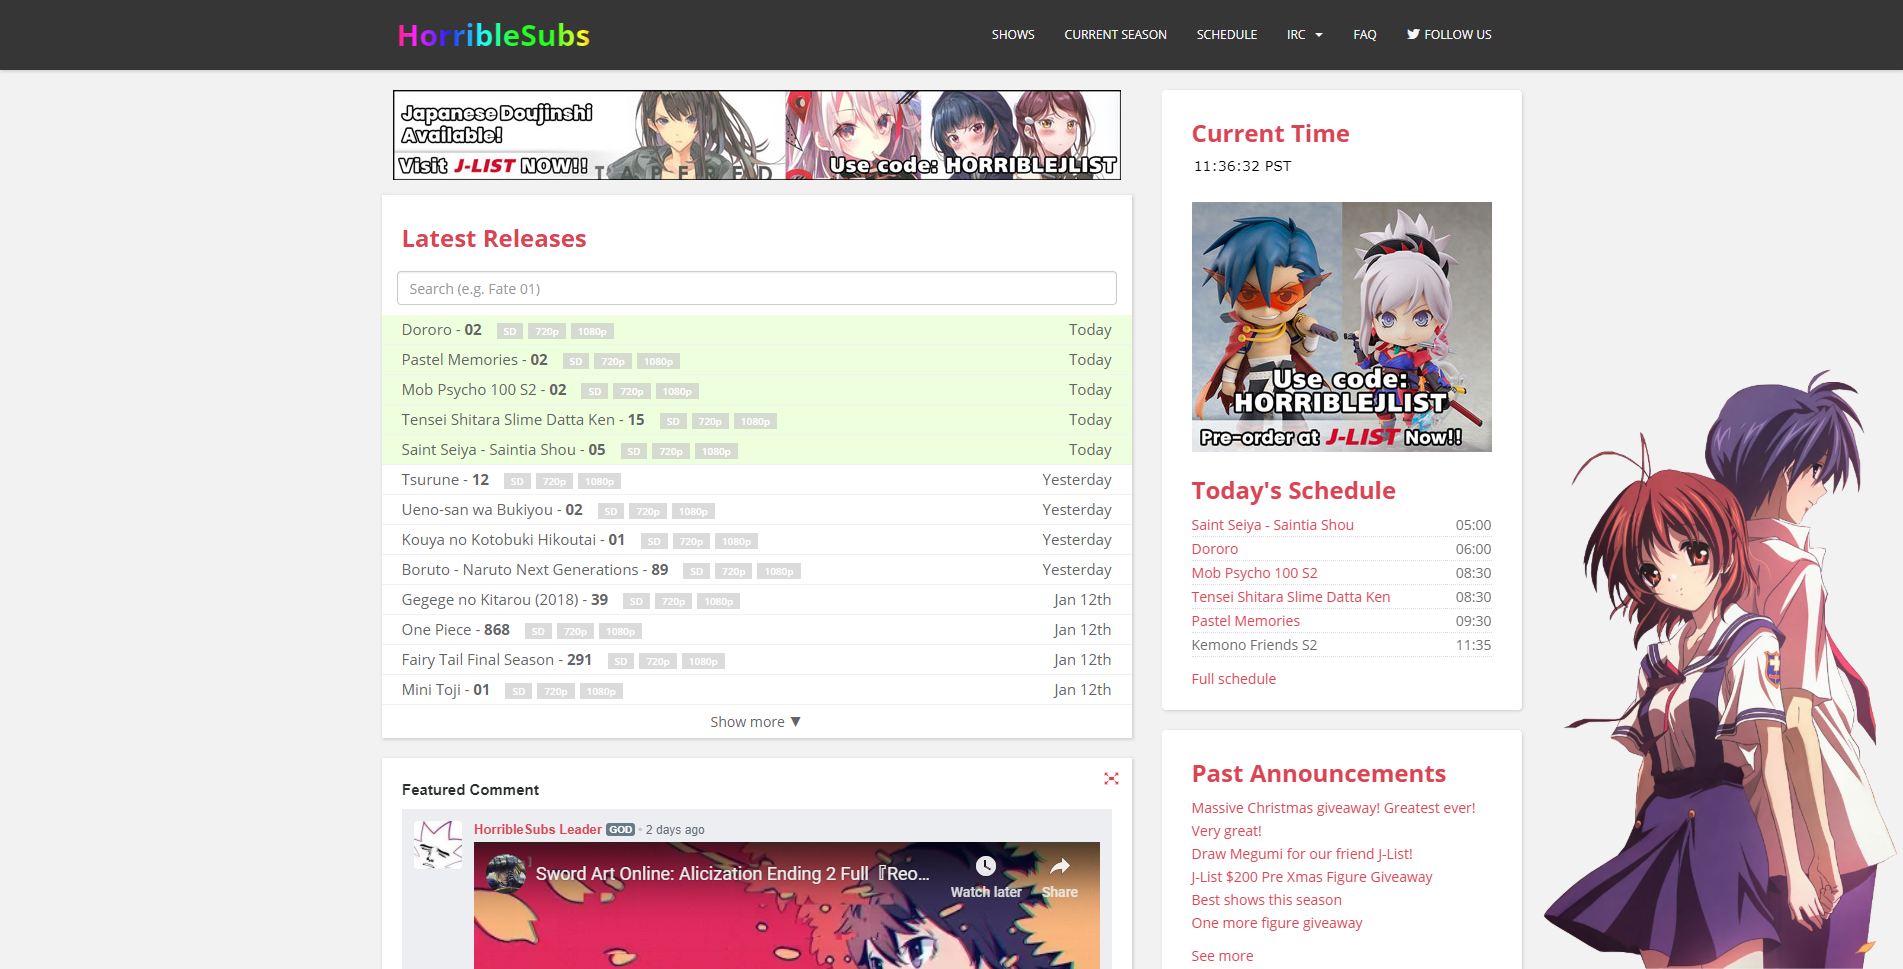 HorribleSubs
SHOWS
CURRENT SEASON
SCHEDULE
IRC
FAQ
FOLLOW US
Japanese Doujinshi
Available!
Visit J-LIST NOW!!
TAPERED
Use code: HORRIBLEJLIST
Latest Releases
Search (e.g. Fate 01)
Dororo - 02 SD 720p 1080p Today
Pastel Memories - 02 SD 720p 1080p Today
Mob Psycho 100 S2 - 02 SD 720p 1080p Today
Tensei Shitara Slime Datta Ken - 15 SD 720p 1080p Today
Saint Seiya - Saintia Shou - 05 SD 720p 1080p Today
Tsurune - 12 SD 720p 1080p Yesterday
Ueno-san wa Bukiyou - 02 SD 720p 1080p Yesterday
Kouya no Kotobuki Hikoutai - 01 SD 720p 1080p Yesterday
Boruto - Naruto Next Generations - 89 SD 720p 1080p Yesterday
Gegege no Kitarou (2018) - 39 SD 720p 1080p Jan 12th
One Piece - 868 SD 720p 1080p Jan 12th
Fairy Tail Final Season - 291 SD 720p 1080p Jan 12th
Mini Toji - 01 SD 720p 1080p Jan 12th
Show more ▼
Featured Comment
HorribleSubs Leader GOD • 2 days ago
Sword Art Online: Alicization Ending 2 Full『Reo...
Watch later
Share
Current Time
11:36:32 PST
Use code:
HORRIBLEJLIST
Pre-order at J-LIST Now!!
Today's Schedule
Saint Seiya - Saintia Shou 05:00
Dororo 06:00
Mob Psycho 100 S2 08:30
Tensei Shitara Slime Datta Ken 08:30
Pastel Memories 09:30
Kemono Friends S2 11:35
Full schedule
Past Announcements
Massive Christmas giveaway! Greatest ever!
Very great!
Draw Megumi for our friend J-List!
J-List $200 Pre Xmas Figure Giveaway
Best shows this season
One more figure giveaway
See more